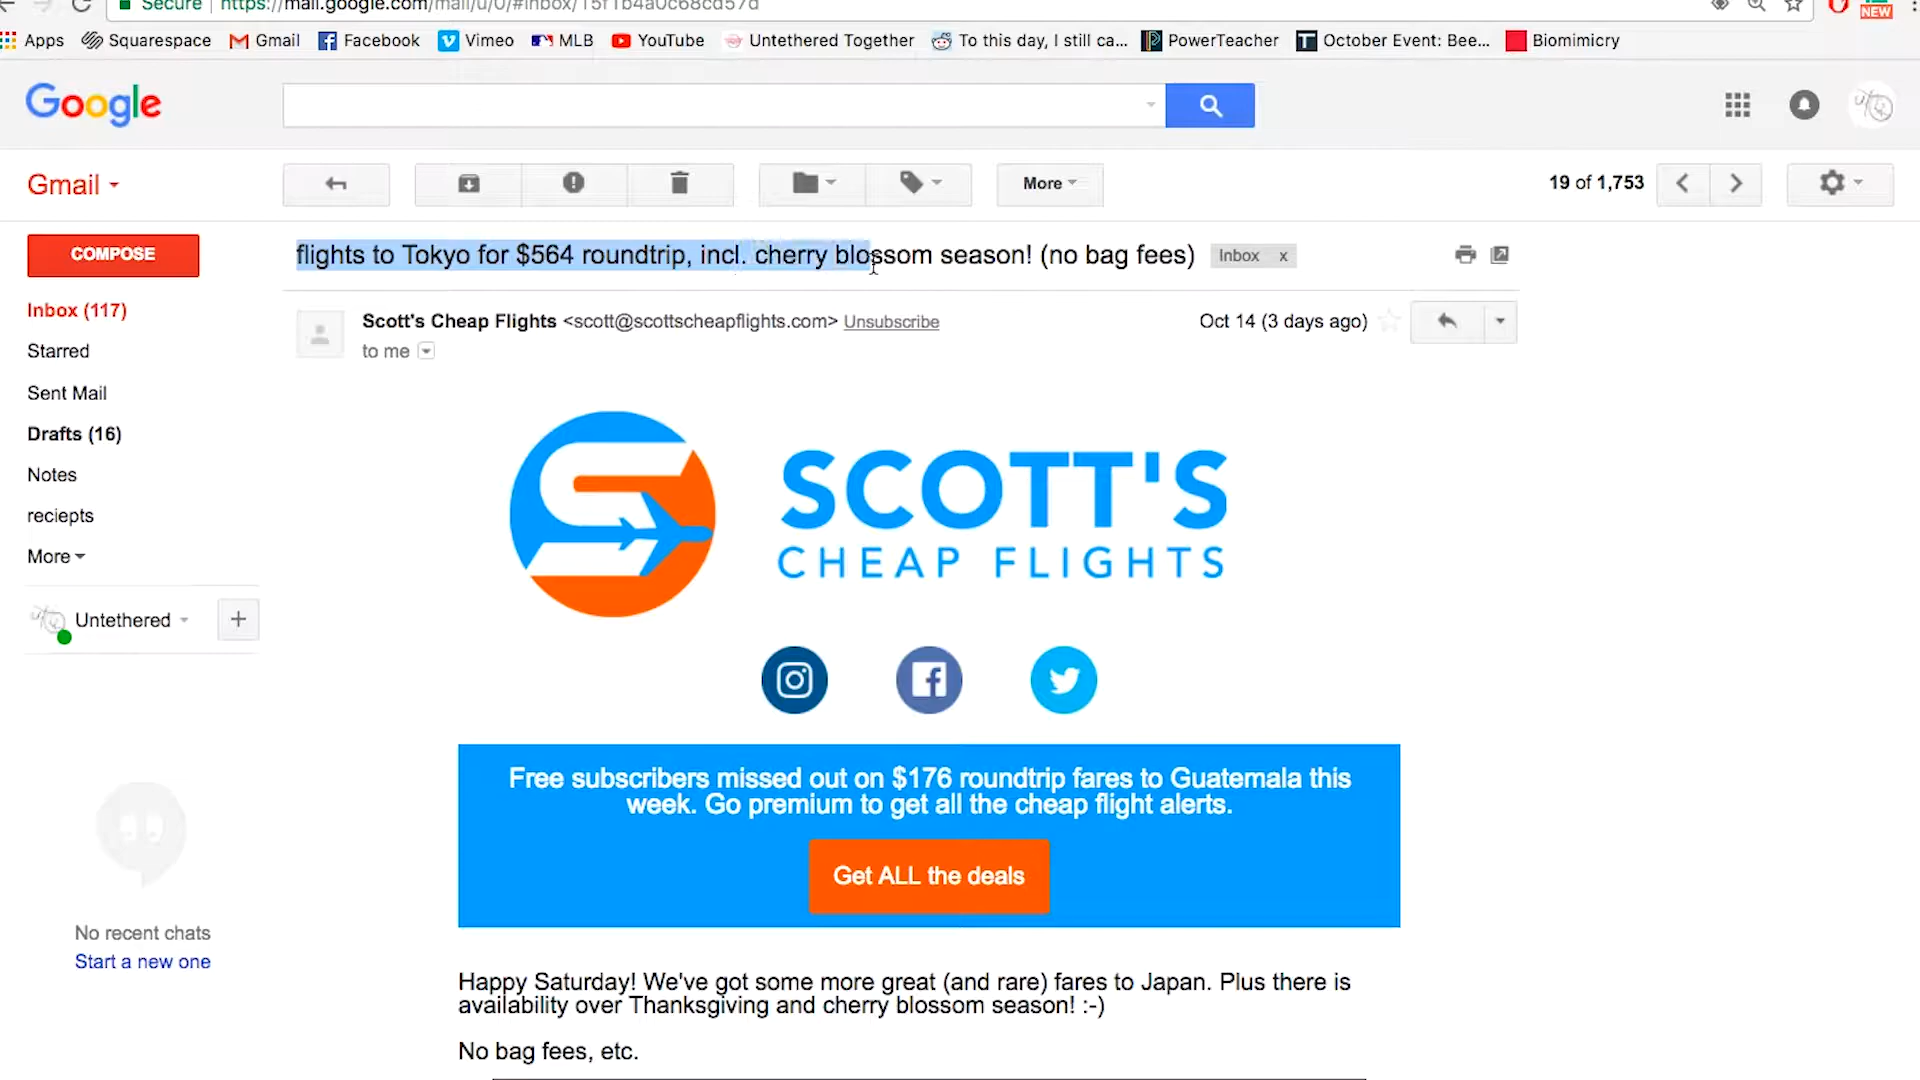 Secure | https://mail.google.com/mail/u/0/#inbox/15f1b4a0c68cd57d
NEW
Apps Squarespace Gmail Facebook Vimeo MLB YouTube Untethered Together To this day, I still ca... PowerTeacher October Event: Bee... Biomimicry
Google
Gmail
More
19 of 1,753
COMPOSE
flights to Tokyo for $564 roundtrip, incl. cherry blossom season! (no bag fees) Inbox x
Inbox (117)
Scott's Cheap Flights <scott@scottscheapflights.com> Unsubscribe
Oct 14 (3 days ago)
to me
Starred
Sent Mail
Drafts (16)
Notes
reciepts
More
Untethered
SCOTT'S
CHEAP FLIGHTS
Free subscribers missed out on $176 roundtrip fares to Guatemala this
week. Go premium to get all the cheap flight alerts.
Get ALL the deals
No recent chats
Start a new one
Happy Saturday! We've got some more great (and rare) fares to Japan. Plus there is
availability over Thanksgiving and cherry blossom season! :-)
No bag fees, etc.